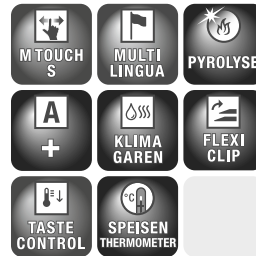 M TOUCH
S
MULTI
LINGUA
PYROLYSE
A
+
KLIMA
GAREN
FLEXI
CLIP
TASTE
CONTROL
°C
SPEISEN
THERMOMETER